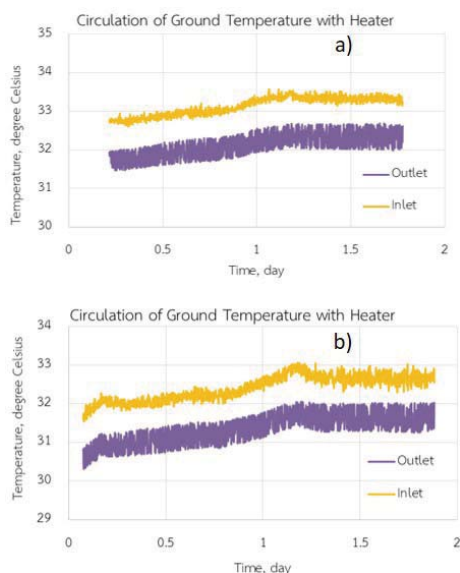 Circulation of Ground Temperature with Heater
a)
Temperature, degree Celsius
35
34
33
32
31
30
Outlet
Inlet
0
0.5
1
1.5
2
Time, day
Circulation of Ground Temperature with Heater
b)
Temperature, degree Celsius
34
33
32
31
30
29
Outlet
Inlet
0
0.5
1
1.5
2
Time, day